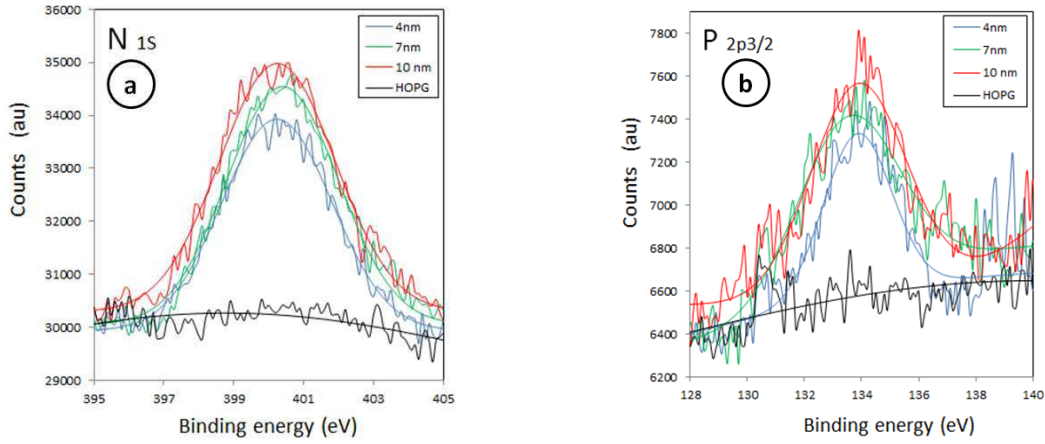 N 1S
a
4nm
7nm
10 nm
HOPG
36000
35000
34000
33000
32000
31000
30000
29000
Counts (au)
395 397 399 401 403 405
Binding energy (eV)
P 2p3/2
b
4nm
7nm
10 nm
HOPG
7800
7600
7400
7200
7000
6800
6600
6400
6200
Counts (au)
128 130 132 134 136 138 140
Binding energy (eV)